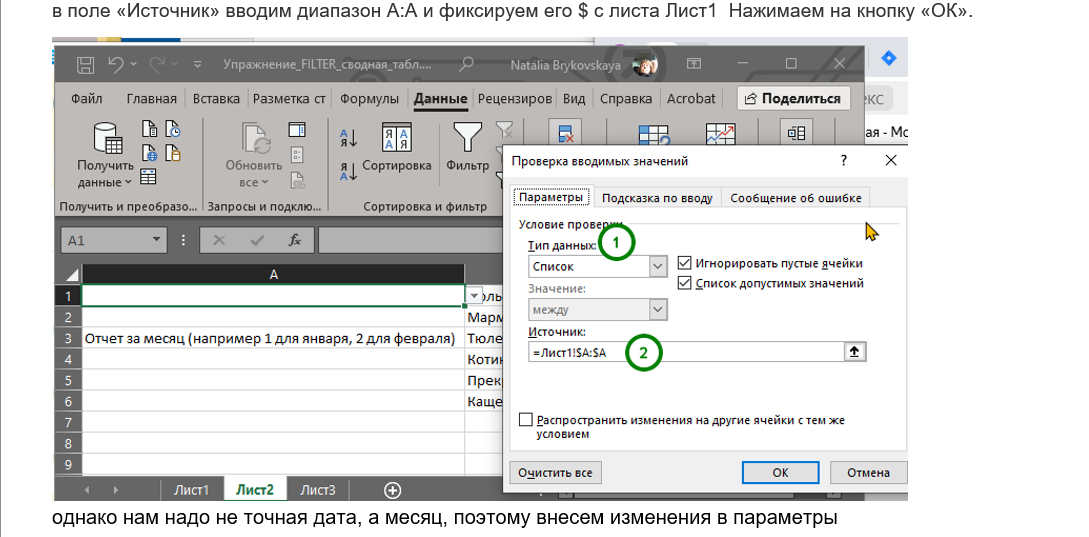 в поле «Источник» вводим диапазон A:A и фиксируем его $ с листа Лист1 Нажимаем на кнопку «ОК».
Упражнение_FILTER_сводная_табл....
Natalia Brykovskaya
Файл Главная Вставка Разметка ст Формулы Данные Рецензиров Вид Справка Acrobat Поделиться
Получить данные
Обновить все
Сортировка
Фильтр
Получить и преобразо... Запросы и подклю... Сортировка и фильтр
A1
fx
A
1
2 Марм
3 Отчет за месяц (например 1 для января, 2 для февраля) Тюле
4 Коти
5 Прек
6 Каще
7
8
9
Лист1 Лист2 Лист3
Проверка вводимых значений ? ×
Параметры Подсказка по вводу Сообщение об ошибке
Условие проверки
Тип данных: 1
Список
Игнорировать пустые ячейки
Список допустимых значений
Значение:
между
Источник:
=Лист1!$A:$A 2
Распространить изменения на другие ячейки с тем же
условием
Очистить все ОК Отмена
однако нам надо не точная дата, а месяц, поэтому внесем изменения в параметры